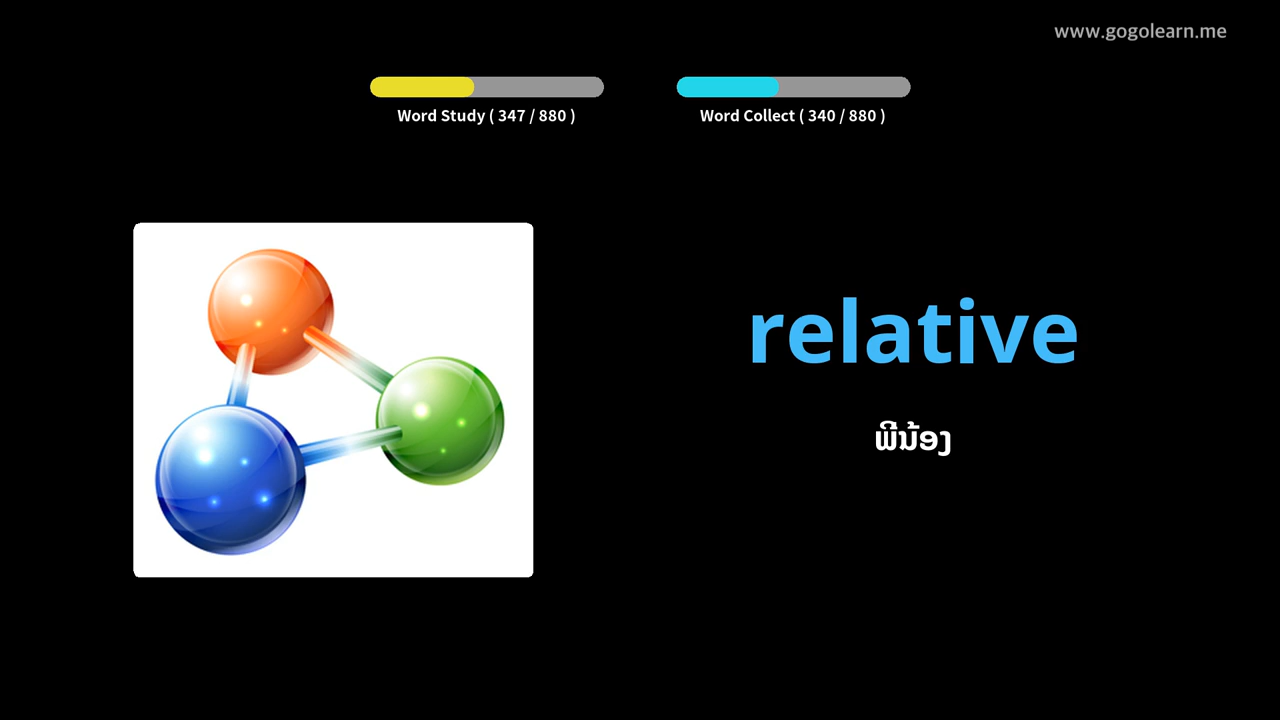 www.gogolearn.me
Word Study ( 347 / 880 )
Word Collect ( 340 / 880 )
relative
ພີ່ນ້ອງ